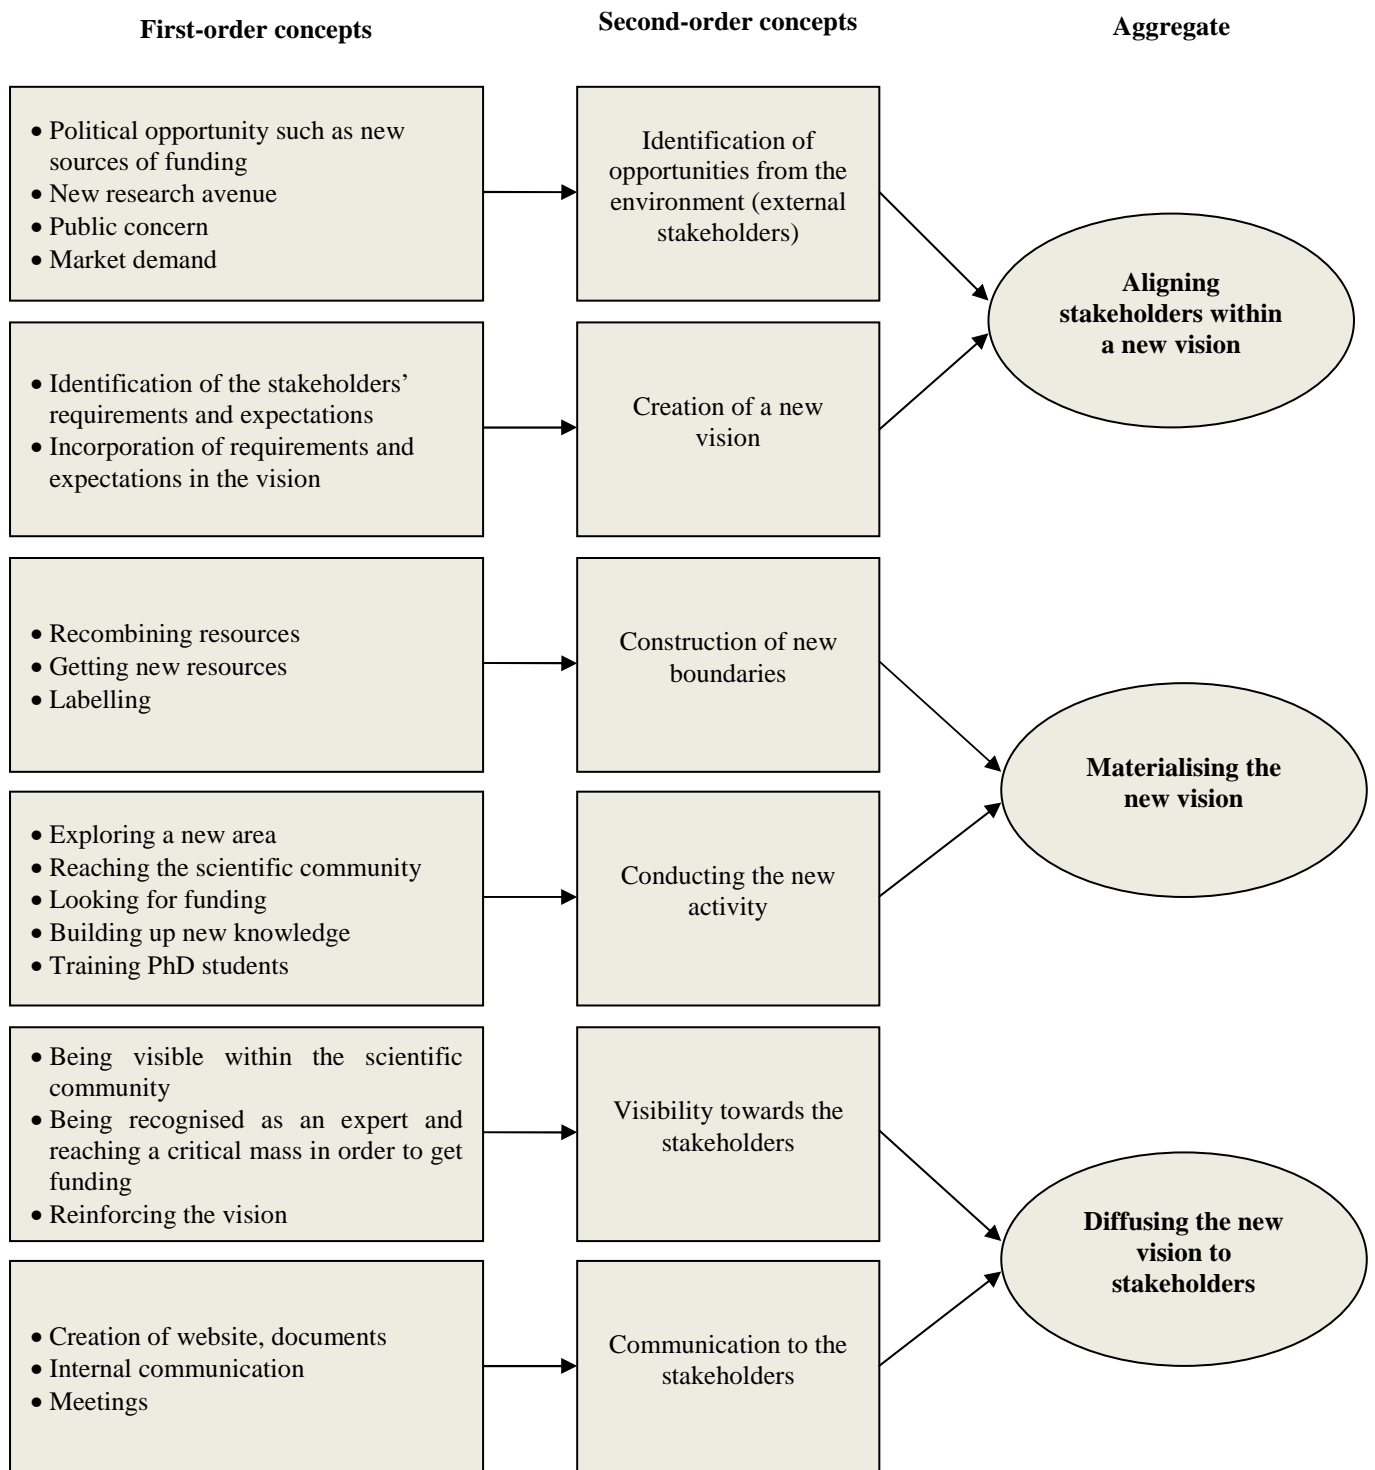 First-order concepts
Second-order concepts
Aggregate
• Political opportunity such as new
sources of funding
• New research avenue
• Public concern
• Market demand
Identification of
opportunities from the
environment (external
stakeholders)
Aligning
stakeholders within
a new vision
• Identification of the stakeholders’
requirements and expectations
• Incorporation of requirements and
expectations in the vision
Creation of a new
vision
• Recombining resources
• Getting new resources
• Labelling
Construction of new
boundaries
Materialising the
new vision
• Exploring a new area
• Reaching the scientific community
• Looking for funding
• Building up new knowledge
• Training PhD students
Conducting the new
activity
• Being visible within the scientific
community
• Being recognised as an expert and
reaching a critical mass in order to get
funding
• Reinforcing the vision
Visibility towards the
stakeholders
Diffusing the new
vision to
stakeholders
• Creation of website, documents
• Internal communication
• Meetings
Communication to the
stakeholders